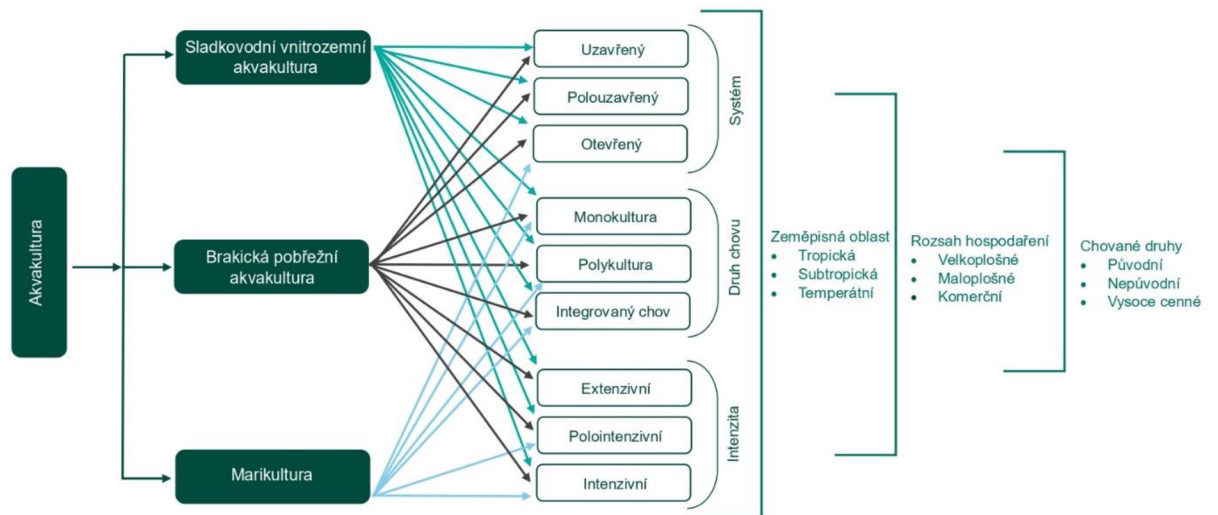 Akvakultura
Sladkovodní vnitrozemní
akvakultura
Brakická pobřežní
akvakultura
Marikultura
Uzavřený
Polouzavřený
Otevřený
Systém
Monokultura
Polykultura
Integrovaný chov
Druh chovu
Extenzivní
Polointenzivní
Intenzivní
Intenzita
Zeměpisná oblast
• Tropická
• Subtropická
• Temperátní
Rozsah hospodaření
• Velkoplošné
• Maloplošné
• Komerční
Chované druhy
• Původní
• Nepůvodní
• Vysoce cenné